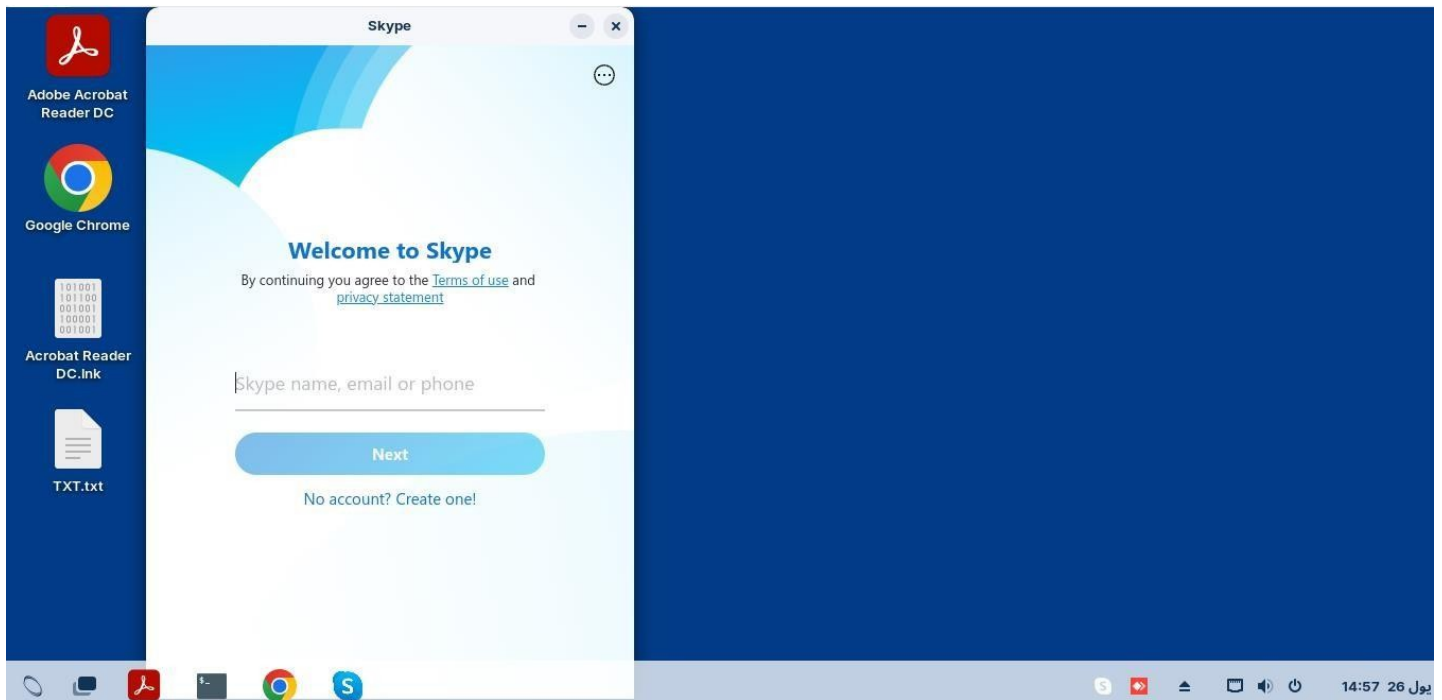 Skype
Adobe Acrobat
Reader DC
Google Chrome
Welcome to Skype
By continuing you agree to the Terms of use and
privacy statement
101001
101100
001001
100001
001001
Acrobat Reader
DC.lnk
Skype name, email or phone
Next
TXT.txt
No account? Create one!
$_
S
S
14:57 26 يول